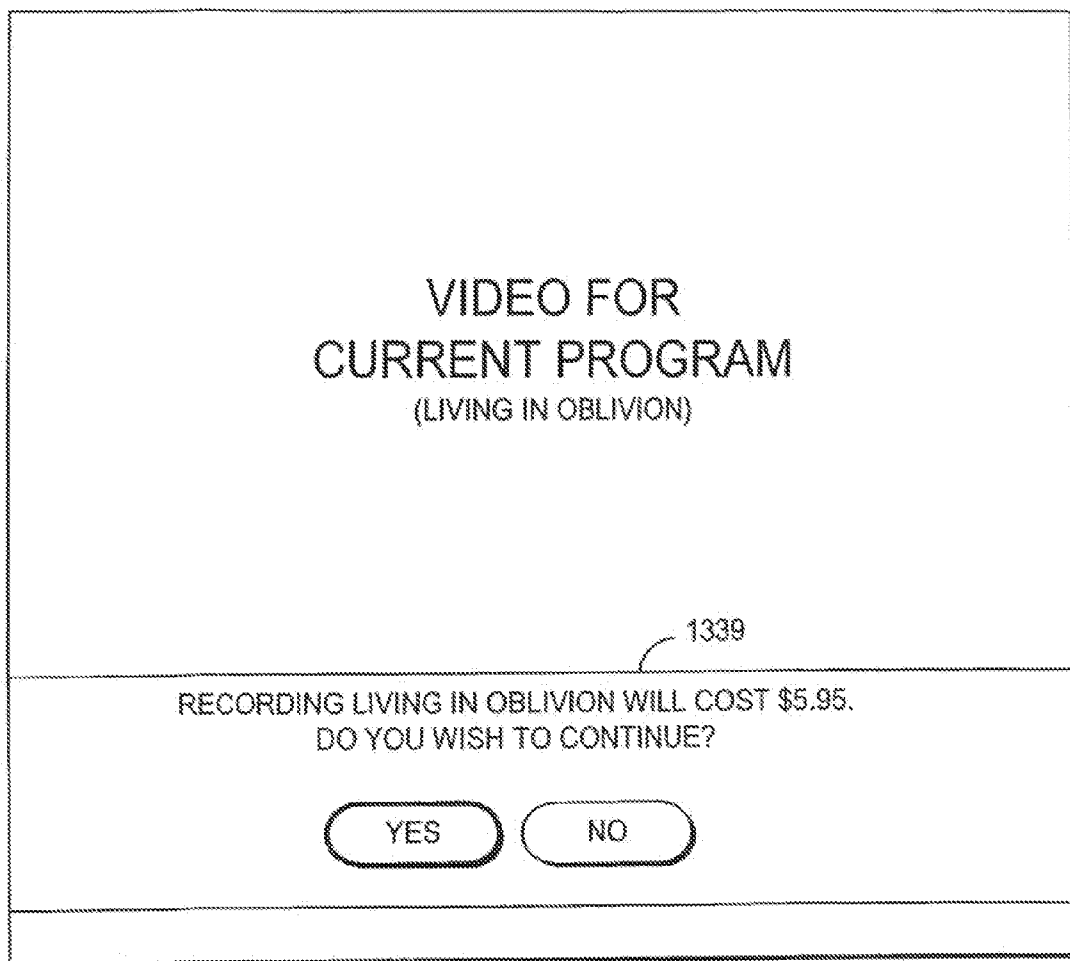 VIDEO FOR
CURRENT PROGRAM
(LIVING IN OBLIVION)
1339
RECORDING LIVING IN OBLIVION WILL COST $5.95.
DO YOU WISH TO CONTINUE?
YES
NO